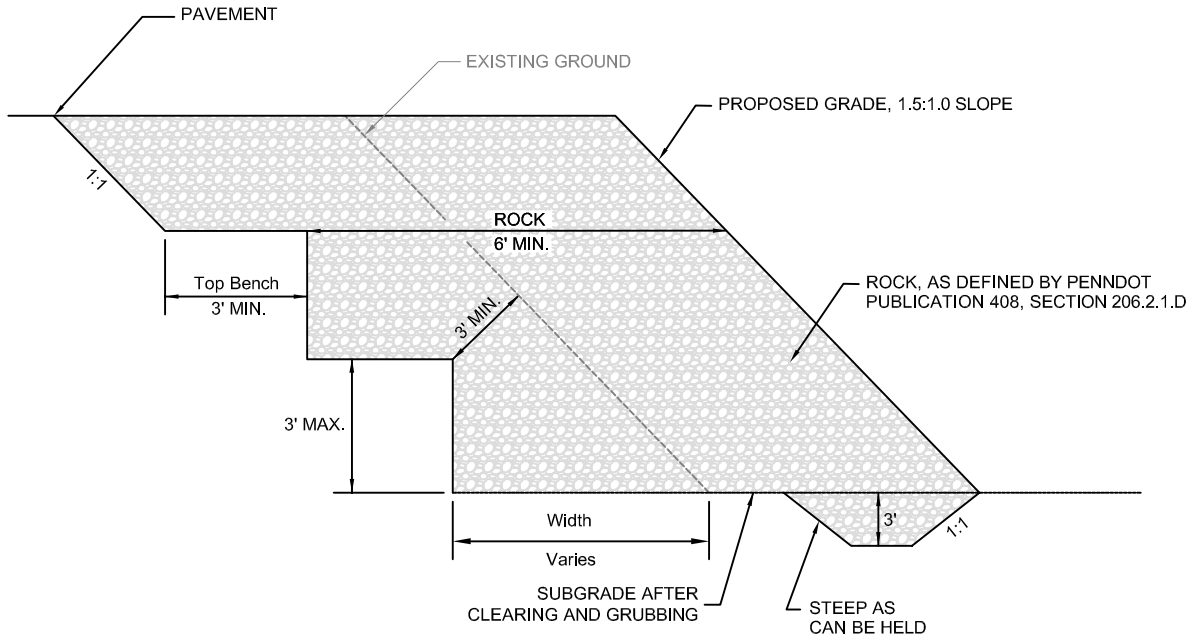 PAVEMENT
EXISTING GROUND
PROPOSED GRADE, 1.5:1.0 SLOPE
1:1
ROCK
6' MIN.
Top Bench
3' MIN.
ROCK, AS DEFINED BY PENNDOT
PUBLICATION 408, SECTION 206.2.1.D
3' MIN.
3' MAX.
3'
1:1
Width
Varies
SUBGRADE AFTER
CLEARING AND GRUBBING
STEEP AS
CAN BE HELD